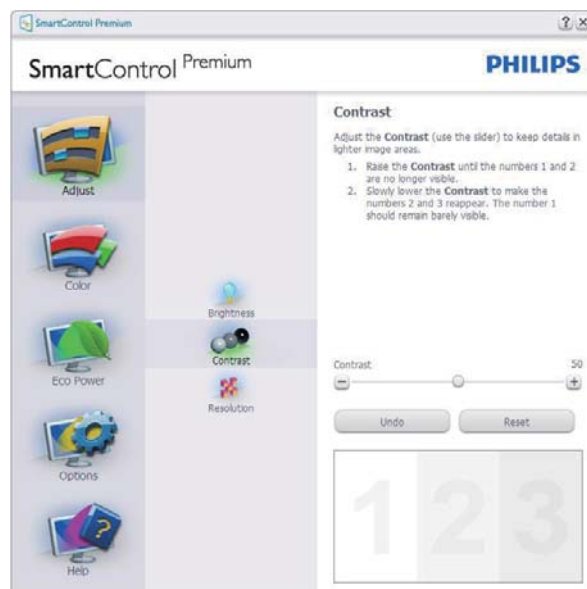 SmartControl Premium
? X
SmartControl Premium
PHILIPS
Adjust
Color
Eco Power
Options
Help
Brightness
Contrast
Resolution
Contrast
Adjust the Contrast (use the slider) to keep details in
lighter image areas.
1. Raise the Contrast until the numbers 1 and 2
are no longer visible.
2. Slowly lower the Contrast to make the
numbers 2 and 3 reappear. The number 1
should remain barely visible.
Contrast 50
Undo Reset
1 2 3